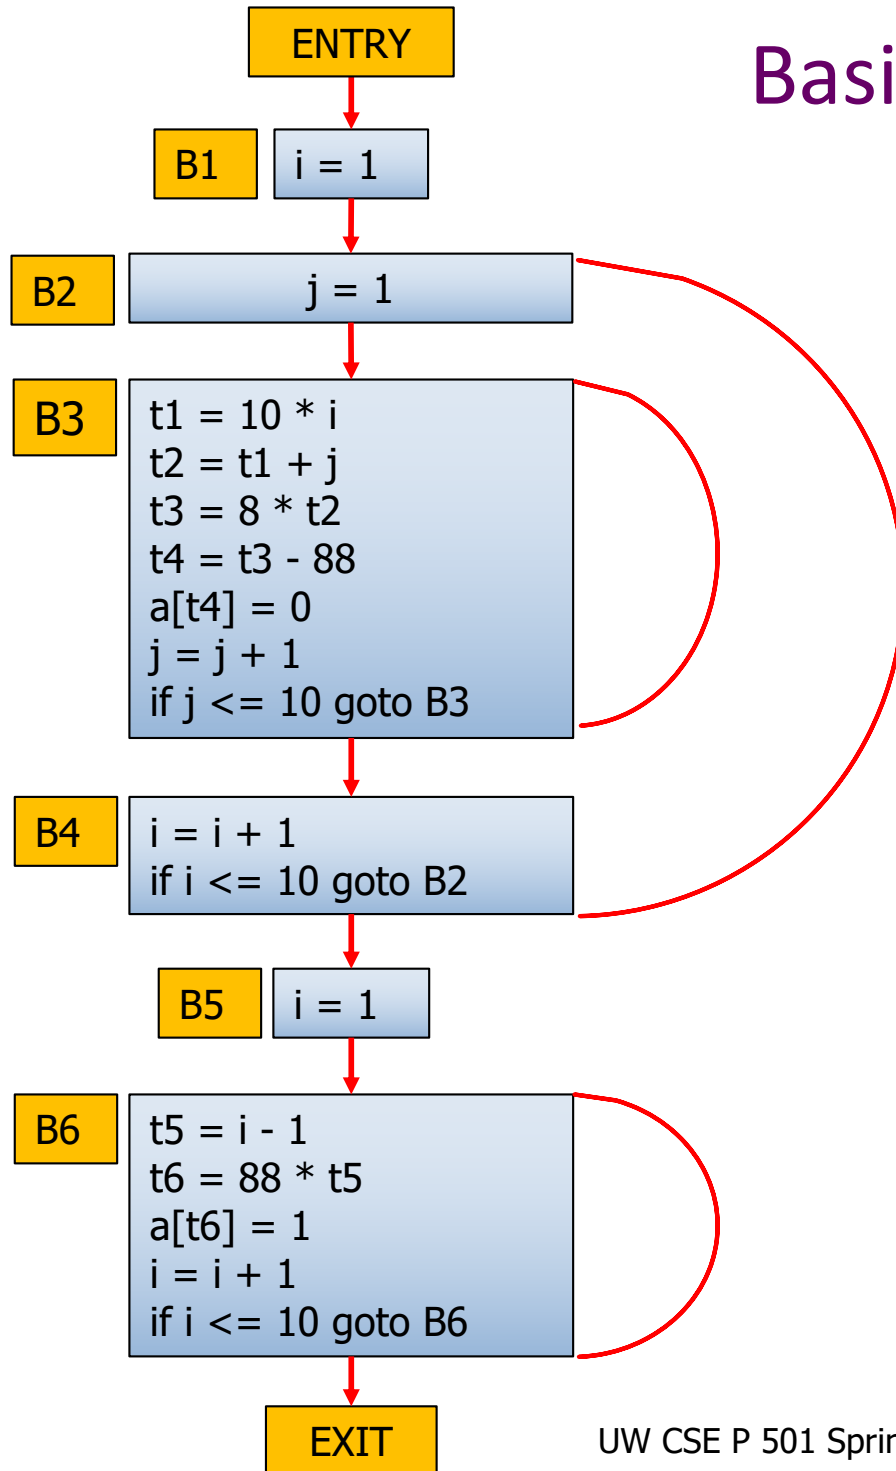 ENTRY
Basi
B1
i = 1
B2
j = 1
B3
t1 = 10 * i
t2 = t1 + j
t3 = 8 * t2
t4 = t3 - 88
a[t4] = 0
j = j + 1
if j <= 10 goto B3
B4
i = i + 1
if i <= 10 goto B2
B5
i = 1
B6
t5 = i - 1
t6 = 88 * t5
a[t6] = 1
i = i + 1
if i <= 10 goto B6
EXIT
UW CSE P 501 Sprin